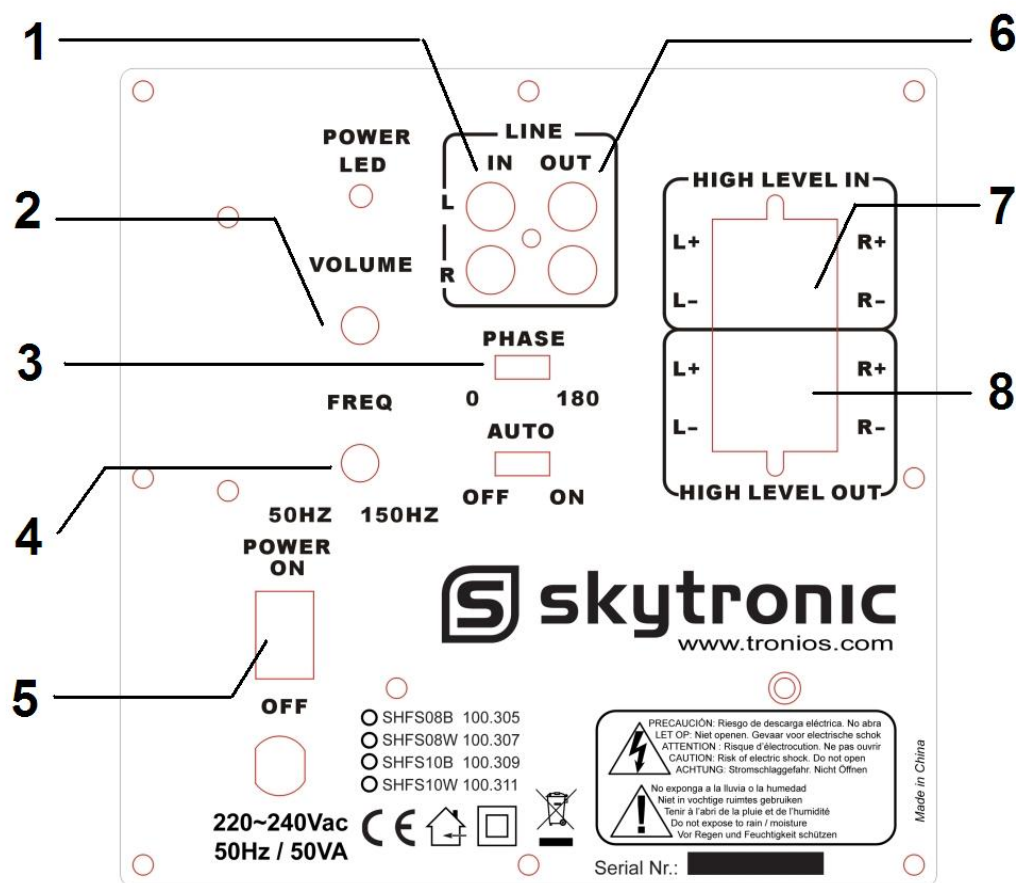 1
6
POWER
LED
LINE
IN OUT
L
R
2
HIGH LEVEL IN
L+ R+
L- R-
7
VOLUME
3
PHASE
0 180
L+ R+
L- R-
8
HIGH LEVEL OUT
FREQ
AUTO
OFF ON
4
50HZ 150HZ
POWER
ON
5
OFF
S skytronic
www.tronios.com
SHFS08B 100.305
SHFS08W 100.307
SHFS10B 100.309
SHFS10W 100.311
220~240Vac
50Hz / 50VA
CE
PRECAUCIÓN: Riesgo de descarga eléctrica. No abra
LET OP: Niet openen. Gevaar voor electrische schok
ATTENTION : Risque d'électrocution. Ne pas ouvrir
CAUTION: Risk of electric shock. Do not open
ACHTUNG: Stromschlaggefahr. Nicht Öffnen
No exponga a la lluvia o la humedad
Niet in vochtige ruimtes gebruiken
Tenir à l'abri de la pluie et de l'humidité
Do not expose to rain / moisture
Vor Regen und Feuchtigkeit schützen
Made in China
Serial Nr.: